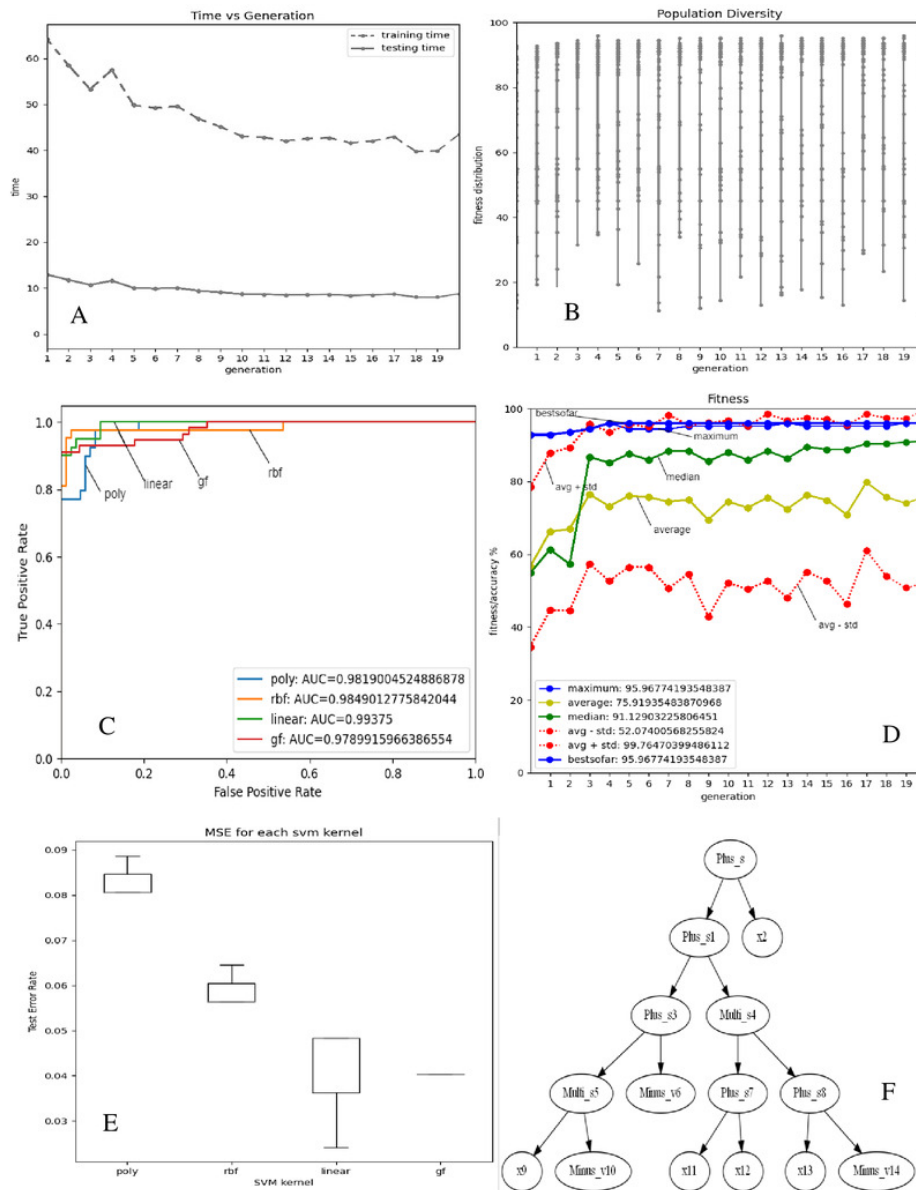 Time vs Generation
training time
testing time
time
60
50
40
30
20
10
0
A
1 2 3 4 5 6 7 8 9 10 11 12 13 14 15 16 17 18 19
generation
Population Diversity
fitness distribution
100
80
60
40
20
0
B
1 2 3 4 5 6 7 8 9 10 11 12 13 14 15 16 17 18 19
generation
True Positive Rate
1.0
0.8
0.6
0.4
0.2
0.0
poly
linear
gf
rbf
C
poly: AUC=0.9819004524886878
rbf: AUC=0.9849012775842044
linear: AUC=0.99375
gf: AUC=0.9789915966386554
0.0 0.2 0.4 0.6 0.8 1.0
False Positive Rate
Fitness
fitness/accuracy %
100
80
60
40
20
0
bestsofar
maximum
avg + std
median
average
avg - std
maximum: 95.96774193548387
average: 75.91935483870968
median: 91.12903225806451
avg - std: 52.07400568255824
avg + std: 99.76470399486112
bestsofar: 95.96774193548387
D
1 2 3 4 5 6 7 8 9 10 11 12 13 14 15 16 17 18 19
generation
MSE for each svm kernel
Test Error Rate
0.09
0.08
0.07
0.06
0.05
0.04
0.03
E
poly rbf linear gf
SVM kernel
Plus_s
Plus_s1 x2
Plus_s3 Multi_s4
Multi_s5 Minus_v6 Plus_s7 Plus_s8
F
x9 Minus_v10 x11 x12 x13 Minus_v14